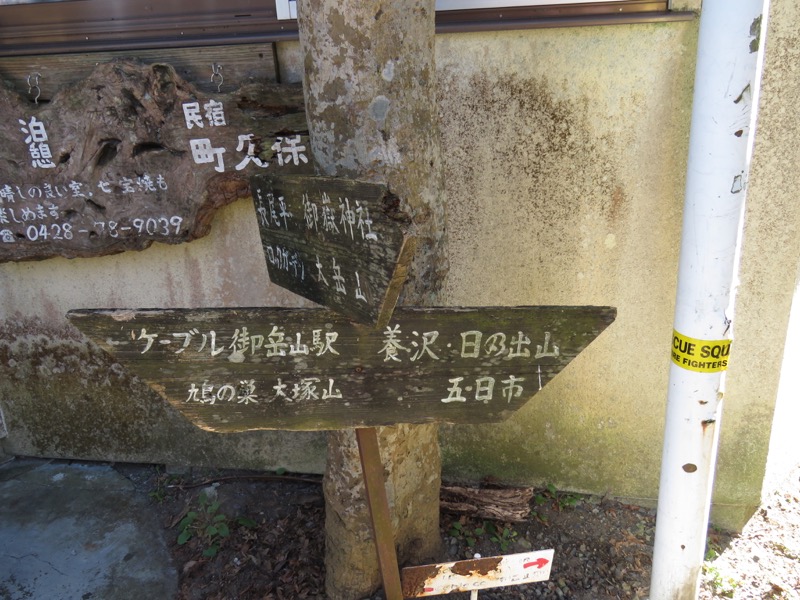 民宿
町久保
泊
憩
晴しの良い室、七宝焼も
楽しめます
☎ 0428-78-9039
長尾平・御嶽神社
ロックガーデン 大岳山
ケーブル御岳山駅 養沢・日の出山
鳩の巣 大塚山 五・日市
CUE SQU
FIGHTERS